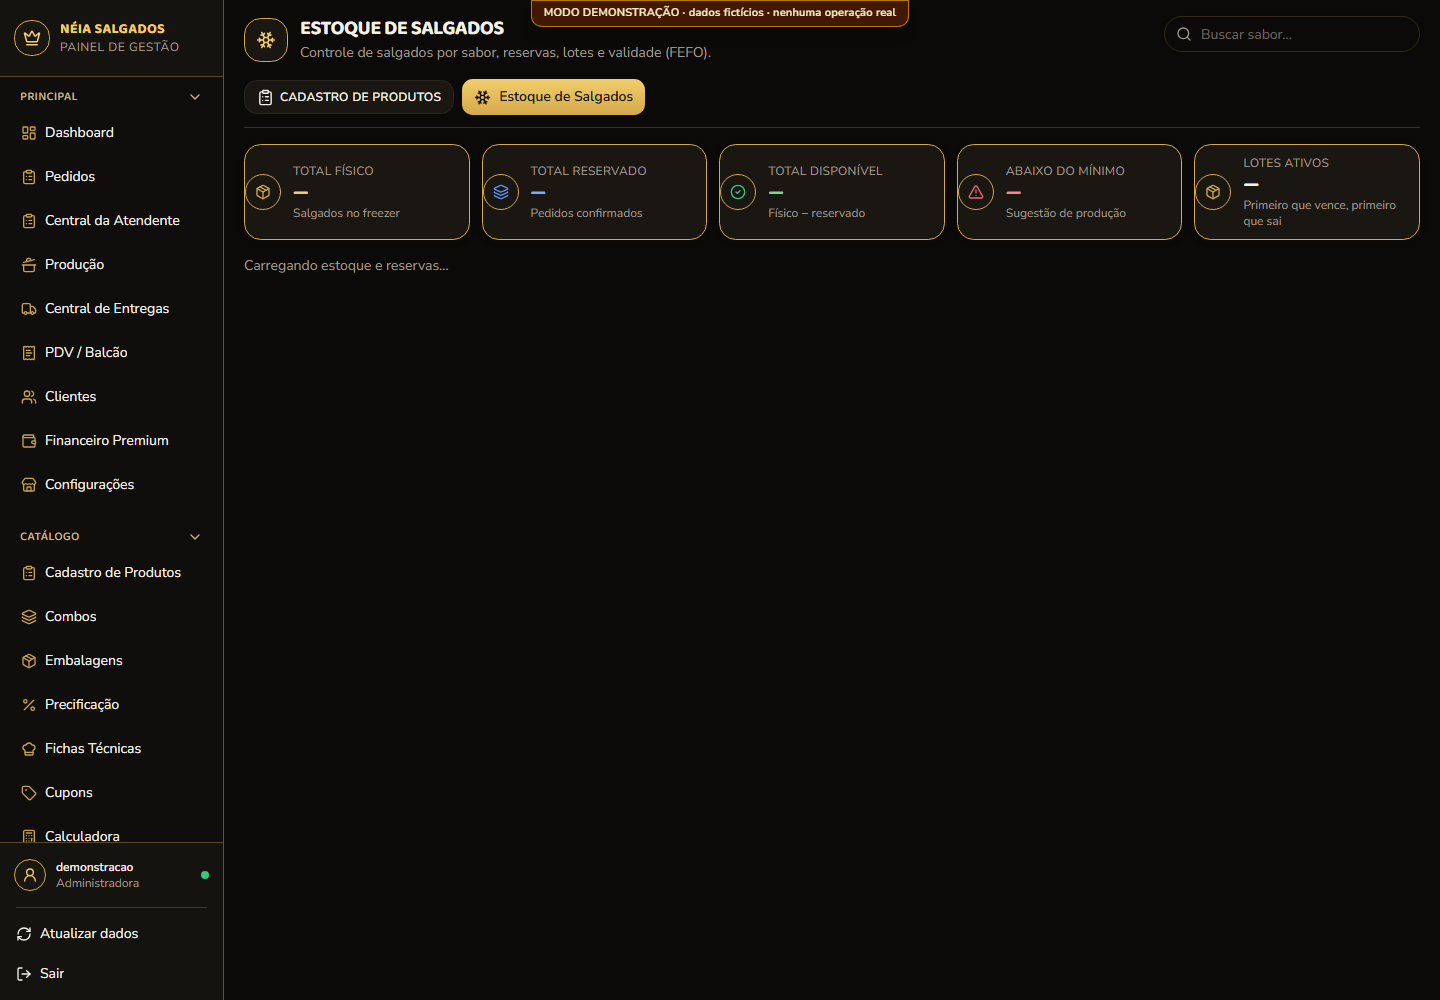 NÉIA SALGADOS
PAINEL DE GESTÃO
PRINCIPAL
Dashboard
Pedidos
Central da Atendente
Produção
Central de Entregas
PDV / Balcão
Clientes
Financeiro Premium
Configurações
CATÁLOGO
Cadastro de Produtos
Combos
Embalagens
Precificação
Fichas Técnicas
Cupons
Calculadora
demonstracao
Administradora
Atualizar dados
Sair
MODO DEMONSTRAÇÃO · dados fictícios · nenhuma operação real
ESTOQUE DE SALGADOS
Controle de salgados por sabor, reservas, lotes e validade (FEFO).
Buscar sabor...
CADASTRO DE PRODUTOS
Estoque de Salgados
TOTAL FÍSICO
—
Salgados no freezer
TOTAL RESERVADO
—
Pedidos confirmados
TOTAL DISPONÍVEL
—
Físico − reservado
ABAIXO DO MÍNIMO
—
Sugestão de produção
LOTES ATIVOS
—
Primeiro que vence, primeiro
que sai
Carregando estoque e reservas...